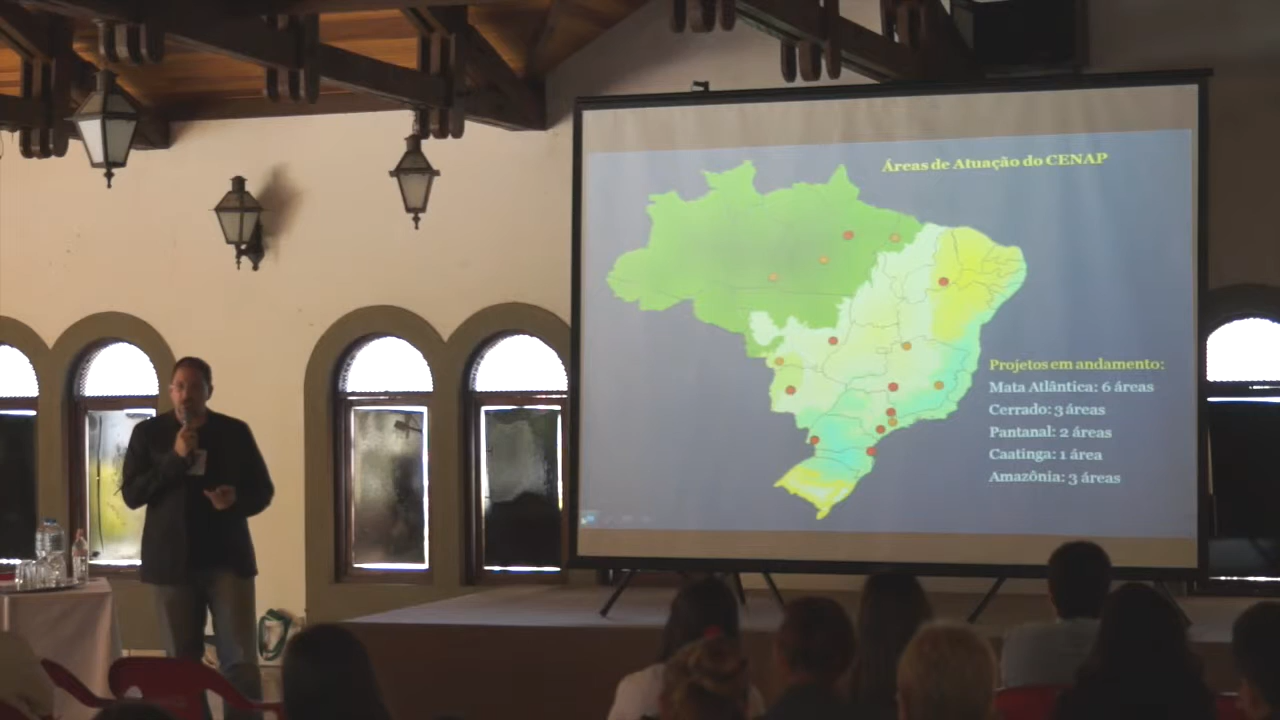 Áreas de Atuação do CENAP
Projetos em andamento:
Mata Atlântica: 6 áreas
Cerrado: 3 áreas
Pantanal: 2 áreas
Caatinga: 1 área
Amazônia: 3 áreas